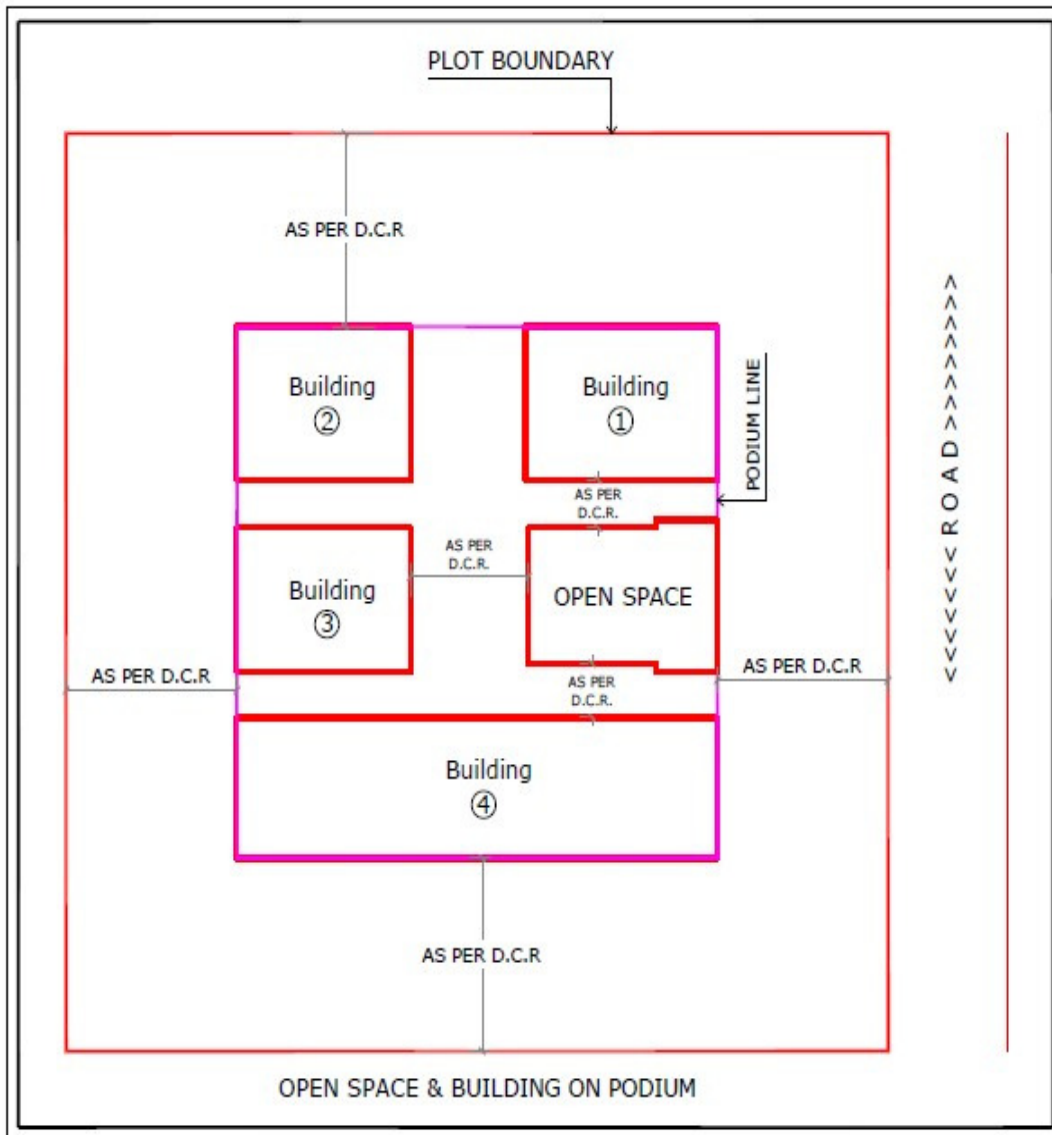 PLOT BOUNDARY
AS PER D.C.R
Building
②
Building
①
PODIUM LINE
<<<<<<<ROAD>>>>>>>>>
AS PER
D.C.R.
AS PER
D.C.R.
Building
③
OPEN SPACE
AS PER D.C.R
AS PER
D.C.R.
AS PER D.C.R
Building
④
AS PER D.C.R
OPEN SPACE & BUILDING ON PODIUM